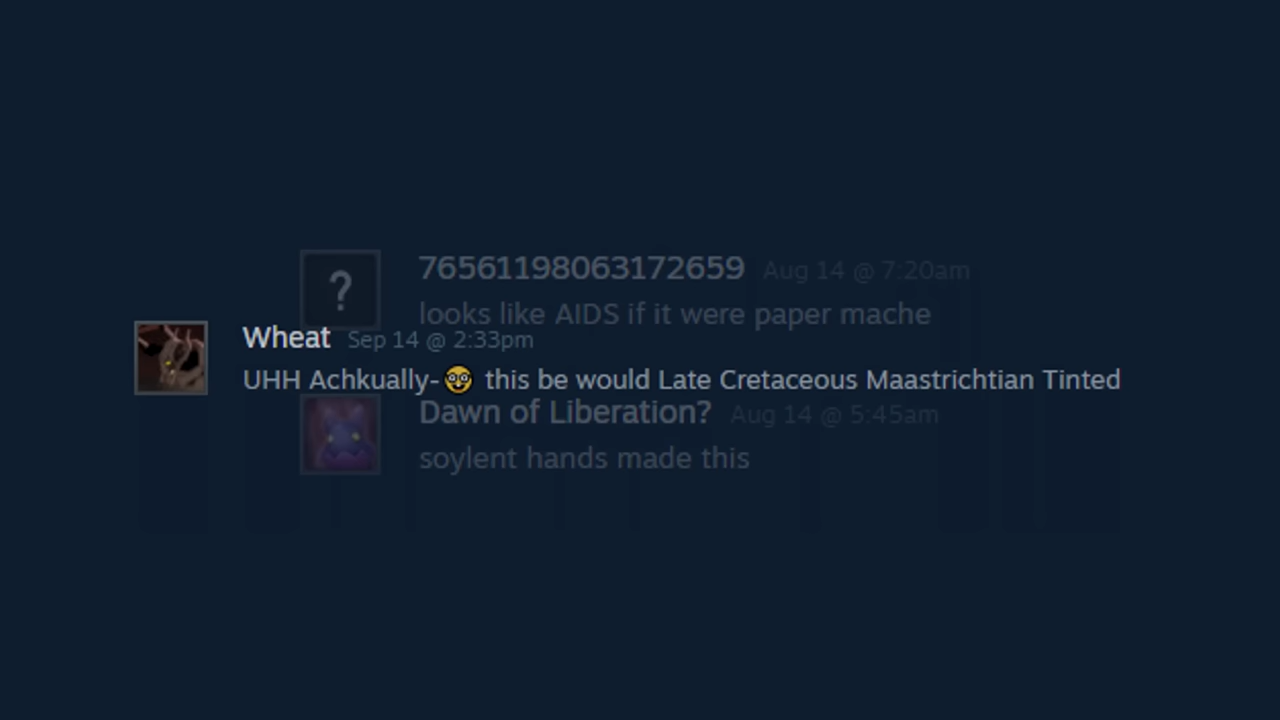 76561198063172659 Aug 14 @ 7:20am
looks like AIDS if it were paper mache
Wheat Sep 14 @ 2:33pm
UHH Achkually-🤓 this be would Late Cretaceous Maastrichtian Tinted
Dawn of Liberation? Aug 14 @ 5:45am
soylent hands made this